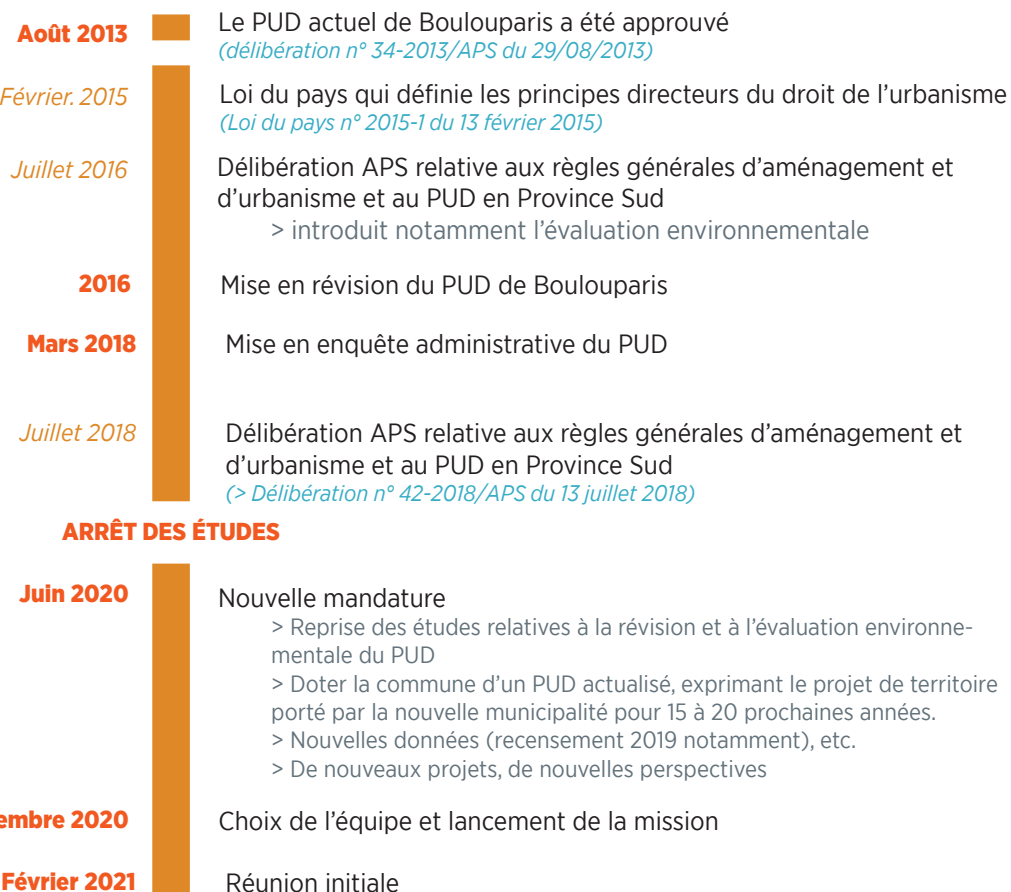 Août 2013
Le PUD actuel de Boulouparis a été approuvé
(délibération n° 34-2013/APS du 29/08/2013)
Février. 2015
Loi du pays qui définie les principes directeurs du droit de l’urbanisme
(Loi du pays n° 2015-1 du 13 février 2015)
Juillet 2016
Délibération APS relative aux règles générales d’aménagement et
d’urbanisme et au PUD en Province Sud
> introduit notamment l’évaluation environnementale
2016
Mise en révision du PUD de Boulouparis
Mars 2018
Mise en enquête administrative du PUD
Juillet 2018
Délibération APS relative aux règles générales d’aménagement et
d’urbanisme et au PUD en Province Sud
(> Délibération n° 42-2018/APS du 13 juillet 2018)
ARRÊT DES ÉTUDES
Juin 2020
Nouvelle mandature
> Reprise des études relatives à la révision et à l’évaluation environne-
mentale du PUD
> Doter la commune d’un PUD actualisé, exprimant le projet de territoire
porté par la nouvelle municipalité pour 15 à 20 prochaines années.
> Nouvelles données (recensement 2019 notamment), etc.
> De nouveaux projets, de nouvelles perspectives
embre 2020
Choix de l’équipe et lancement de la mission
Février 2021
Réunion initiale